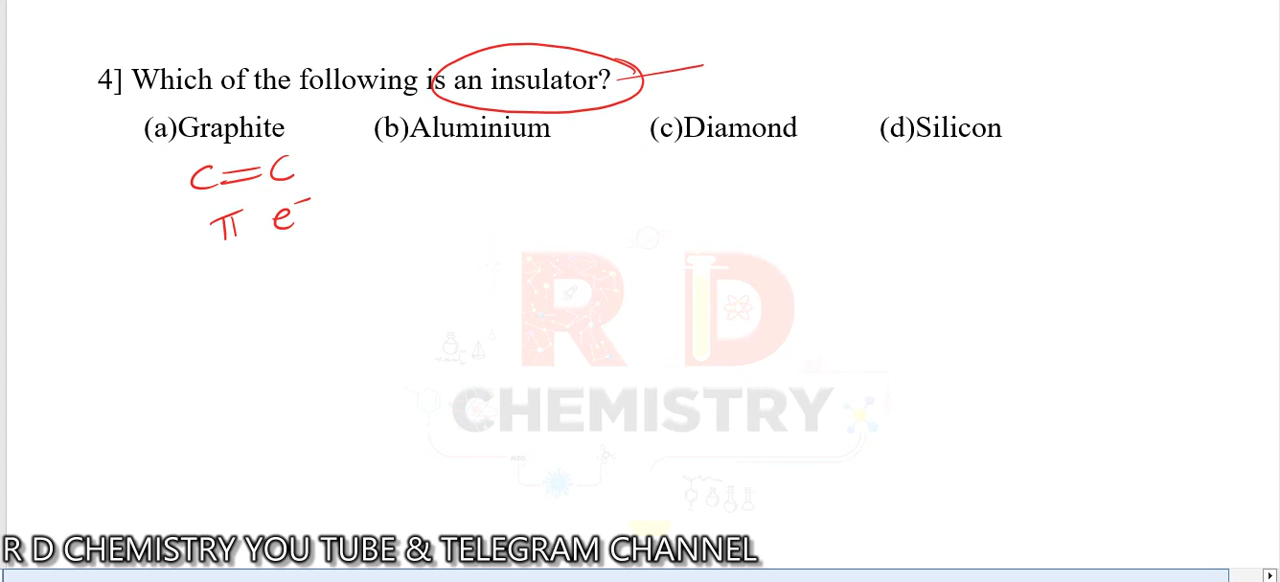 4] Which of the following is an insulator?
(a)Graphite (b)Aluminium (c)Diamond (d)Silicon
C=C
π e⁻
R D
CHEMISTRY
R D CHEMISTRY YOU TUBE & TELEGRAM CHANNEL